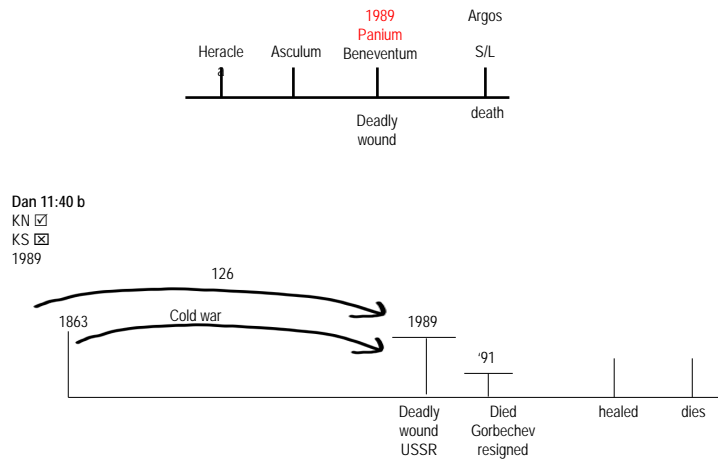 1989
Argos
Panium
Heraclea
Asculum
Beneventum
S/L
Deadly
wound
death
Dan 11:40 b
KN ☑
KS ☒
1989
126
1863
Cold war
1989
'91
Deadly
wound
USSR
Died
Gorbechev
resigned
healed
dies